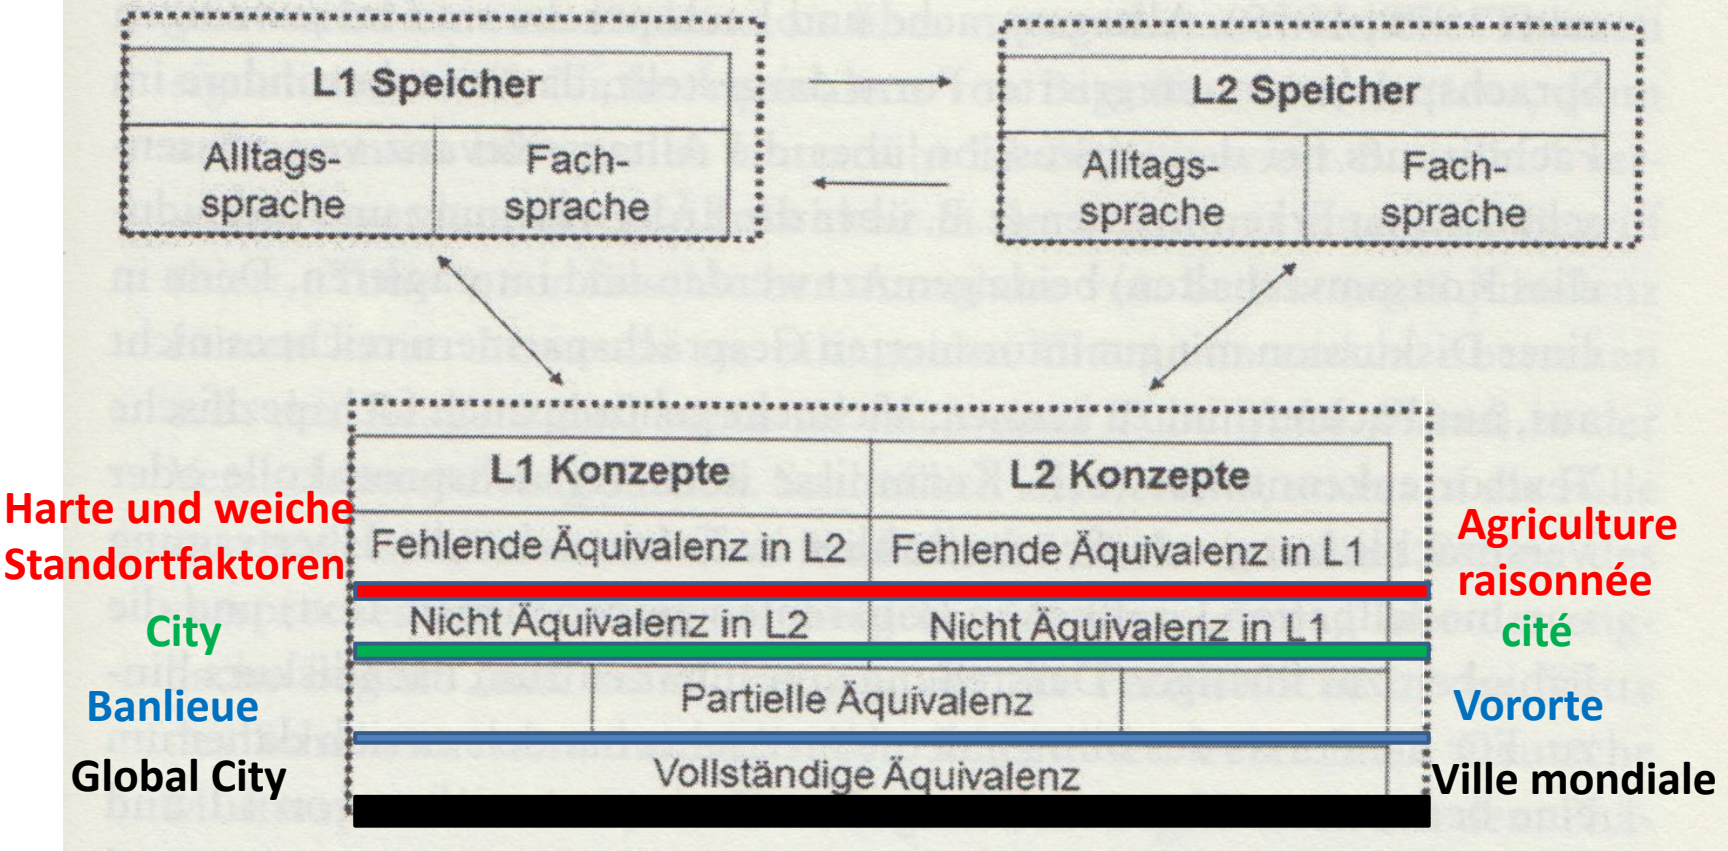 L1 Speicher
Alltags-
sprache
Fach-
sprache
L2 Speicher
Alltags-
sprache
Fach-
sprache
L1 Konzepte
L2 Konzepte
Harte und weiche
Standortfaktoren
Fehlende Äquivalenz in L2
Fehlende Äquivalenz in L1
Agriculture
raisonnée
City
Nicht Äquivalenz in L2
Nicht Äquivalenz in L1
cité
Banlieue
Partielle Äquivalenz
Vororte
Global City
Vollständige Äquivalenz
Ville mondiale